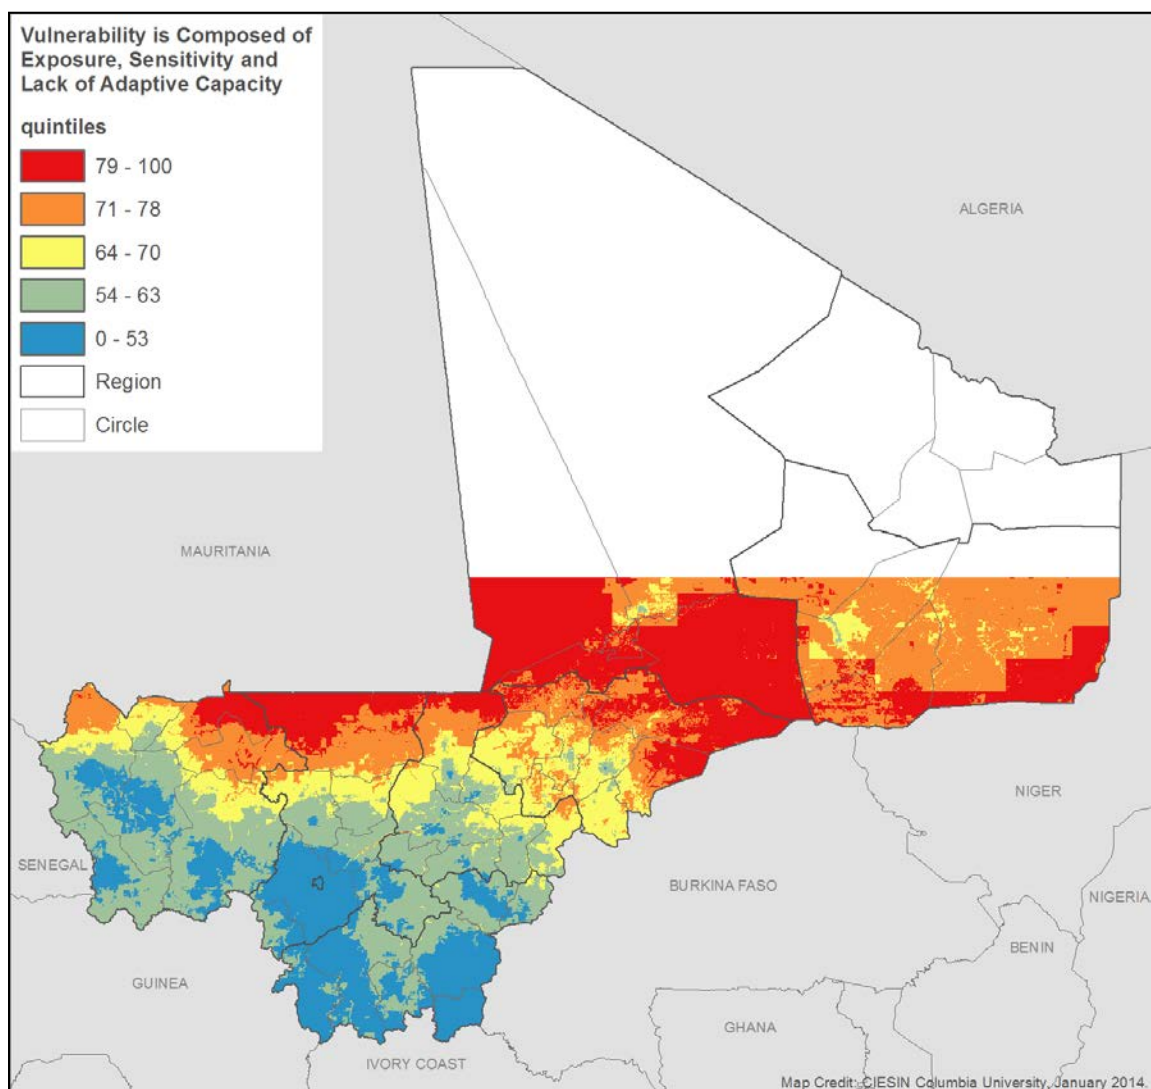 Vulnerability is Composed of
Exposure, Sensitivity and
Lack of Adaptive Capacity
quintiles
79 - 100
71 - 78
64 - 70
54 - 63
0 - 53
Region
Circle
ALGERIA
MAURITANIA
NIGER
SENEGAL
BURKINA FASO
NIGERIA
BENIN
GUINEA
GHANA
IVORY COAST
Map Credit: CIESIN Columbia University, January 2014.